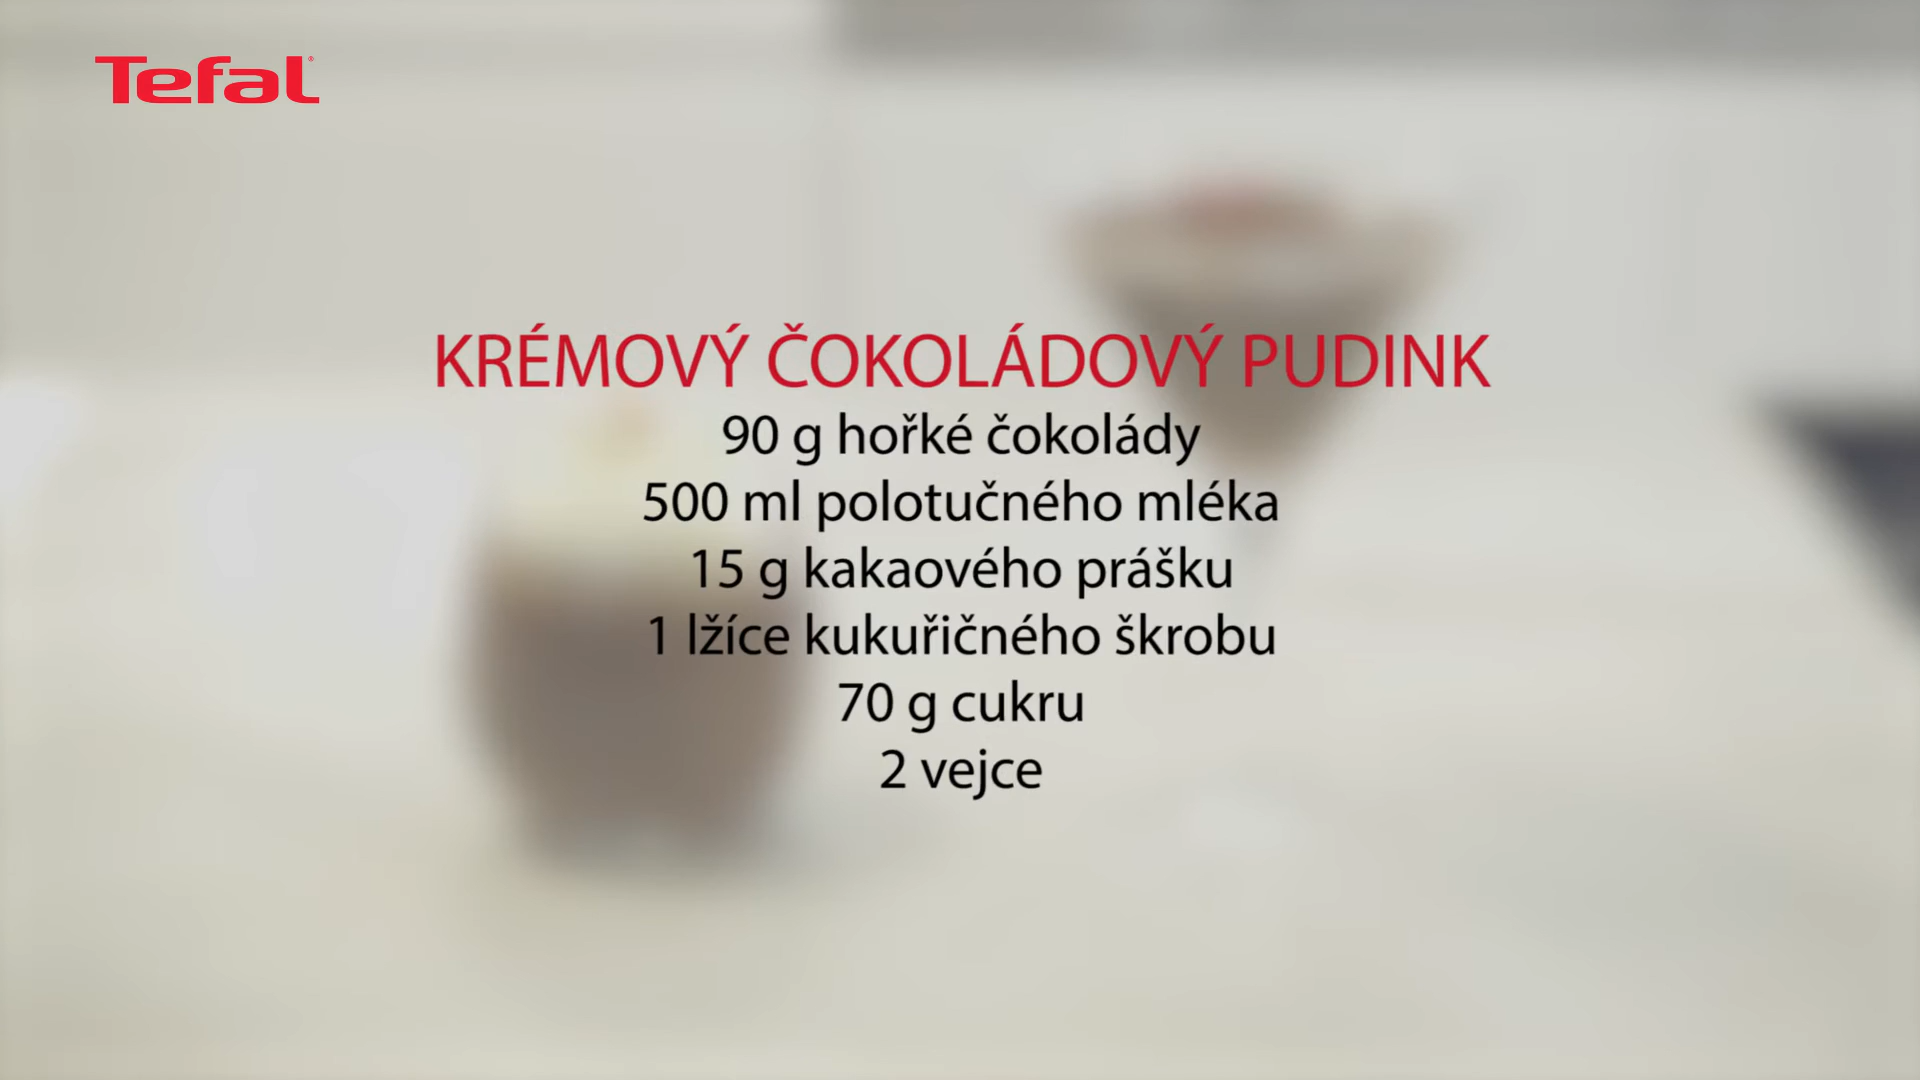 Tefal
KRÉMOVÝ ČOKOLÁDOVÝ PUDINK
90 g hořké čokolády
500 ml polotučného mléka
15 g kakaového prášku
1 lžíce kukuřičného škrobu
70 g cukru
2 vejce